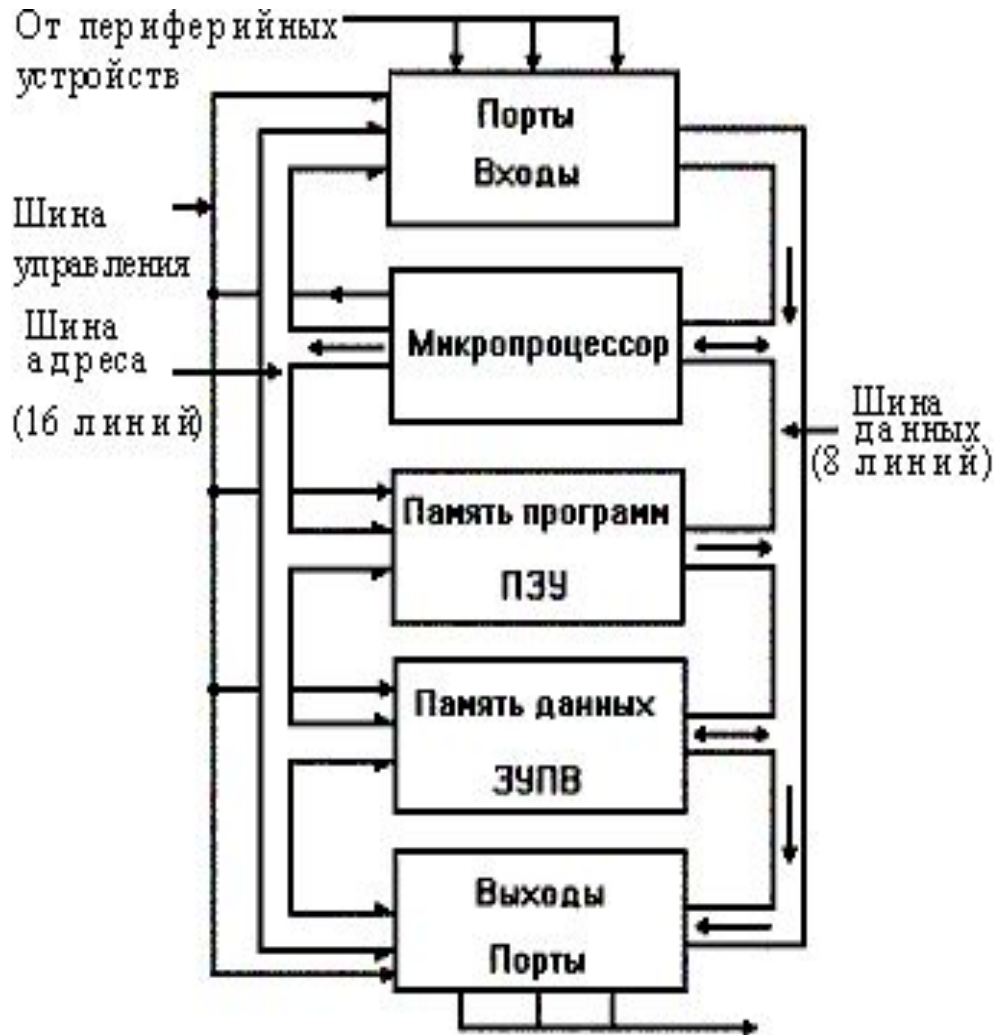 От периферийных
устройств
Порты
Входы
Шина
управления
Шина
адреса
(16 линий)
Микропроцессор
Шина
данных
(8 линий)
Память программ
ПЗУ
Память данных
ЗУПВ
Выходы
Порты